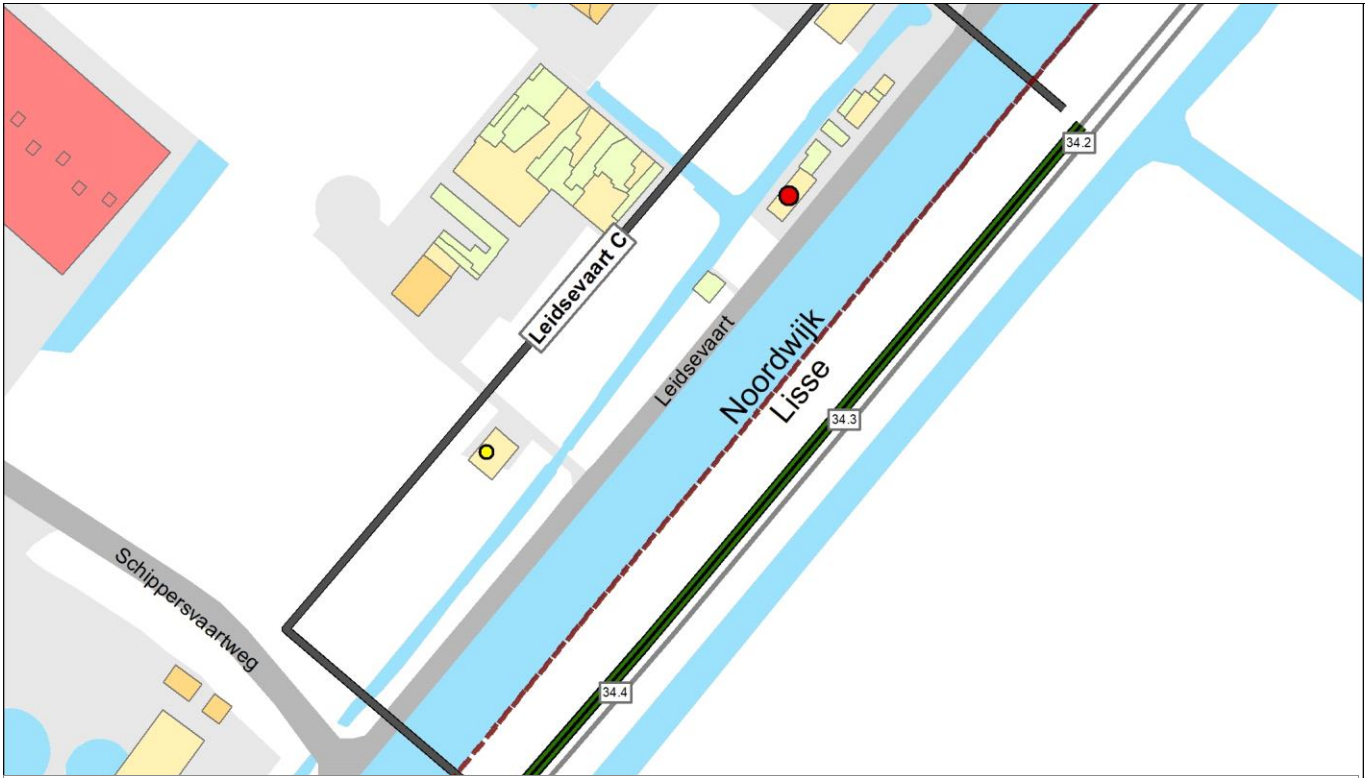 34.2
Leidsevaart C
Leidsevaart
Noordwijk
Lisse
34.3
Schippersvaartweg
34.4